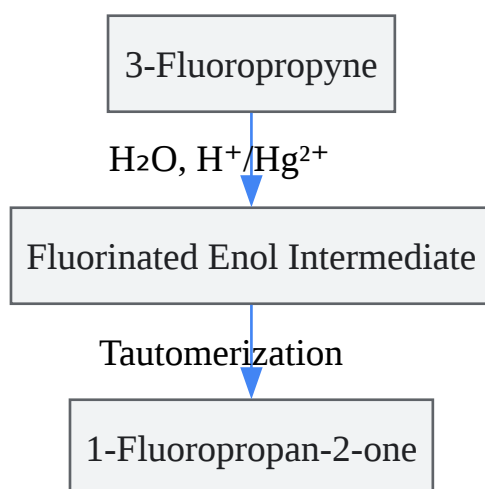 3-Fluoropropyne
H₂O, H⁺/Hg²⁺
Fluorinated Enol Intermediate
Tautomerization
1-Fluoropropan-2-one